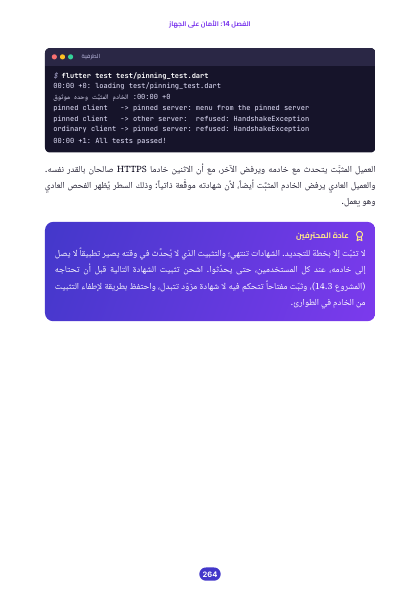 الفصل 14: الأمان على الجهاز
الطرفية
$ flutter test test/pinning_test.dart
00:00 +0: loading test/pinning_test.dart
00:00 +0: الخادم المثبَّت وحده موثوق
pinned client   -> pinned server: menu from the pinned server
pinned client   -> other server:  refused: HandshakeException
ordinary client -> pinned server: refused: HandshakeException
00:00 +1: All tests passed!
العميل المثبَّت يتحدث مع خادمه ويرفض الآخر، مع أن الاثنين خادما HTTPS صالحان بالقدر نفسه.
والعميل العادي يرفض الخادم المثبَّت أيضاً، لأن شهادته موقَّعة ذاتياً؛ وذلك السطر يُظهر الفحص العادي
وهو يعمل.
عادة المحترفين
لا تثبّت إلا بخطة للتجديد. الشهادات تنتهي؛ والتثبيت الذي لا يُحدَّث في وقته يصير تطبيقاً لا يصل
إلى خادمه، عند كل المستخدمين، حتى يحدّثوا. اشحن تثبيت الشهادة التالية قبل أن تحتاجه
(المشروع 14.3)، وثبّت مفتاحاً تتحكم فيه لا شهادة مزوّد تتبدل، واحتفظ بطريقة لإطفاء التثبيت
من الخادم في الطوارئ.
264